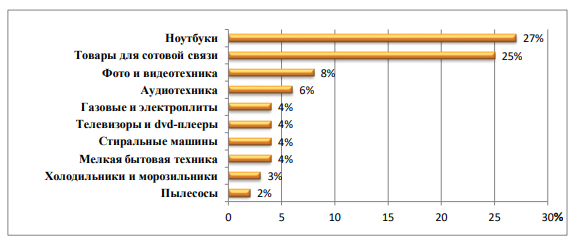 Ноутбуки 27%
Товары для сотовой связи 25%
Фото и видеотехника 8%
Аудиотехника 6%
Газовые и электроплиты 4%
Телевизоры и dvd-плееры 4%
Стиральные машины 4%
Мелкая бытовая техника 4%
Холодильники и морозильники 3%
Пылесосы 2%
0 5 10 15 20 25 30%